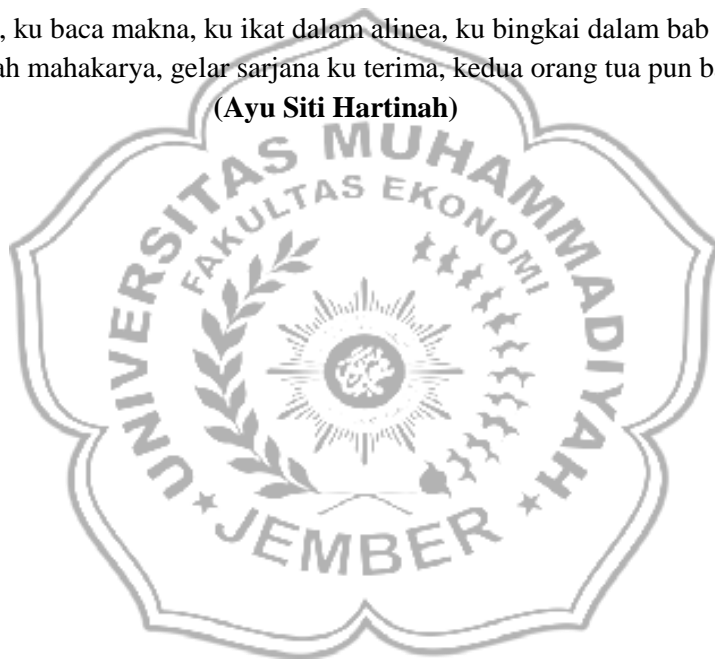 , ku baca makna, ku ikat dalam alinea, ku bingkai dalam bab
ah mahakarya, gelar sarjana ku terima, kedua orang tua pun b
(Ayu Siti Hartinah)
UNIVERSITAS MUHAMMADIYAH
FAKULTAS EKONOMI
JEMBER